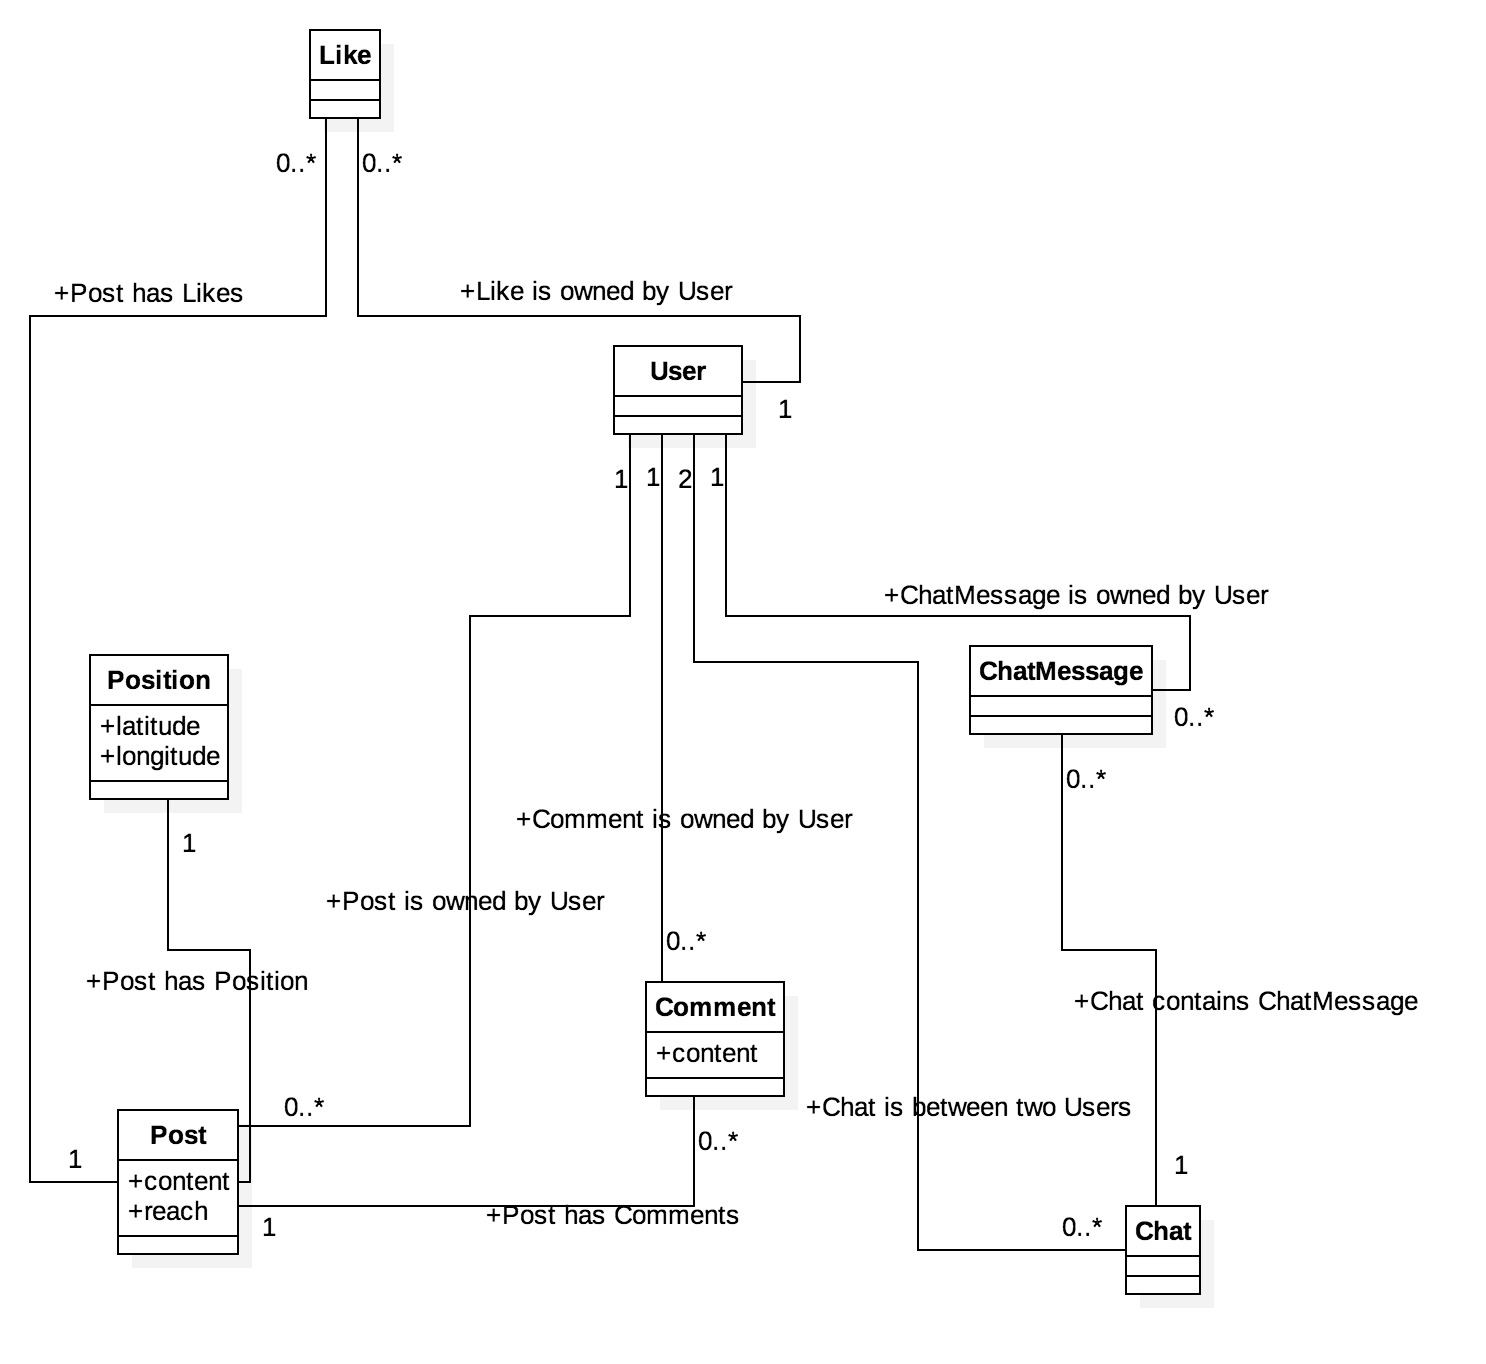 Like
0..*
0..*
+Post has Likes
+Like is owned by User
User
1
1
1
2
1
+ChatMessage is owned by User
Position
+latitude
+longitude
ChatMessage
0..*
0..*
1
+Comment is owned by User
+Post is owned by User
0..*
+Post has Position
Comment
+content
+Chat contains ChatMessage
0..*
+Chat is between two Users
Post
+content
+reach
1
0..*
1
+Post has Comments
1
0..*
Chat